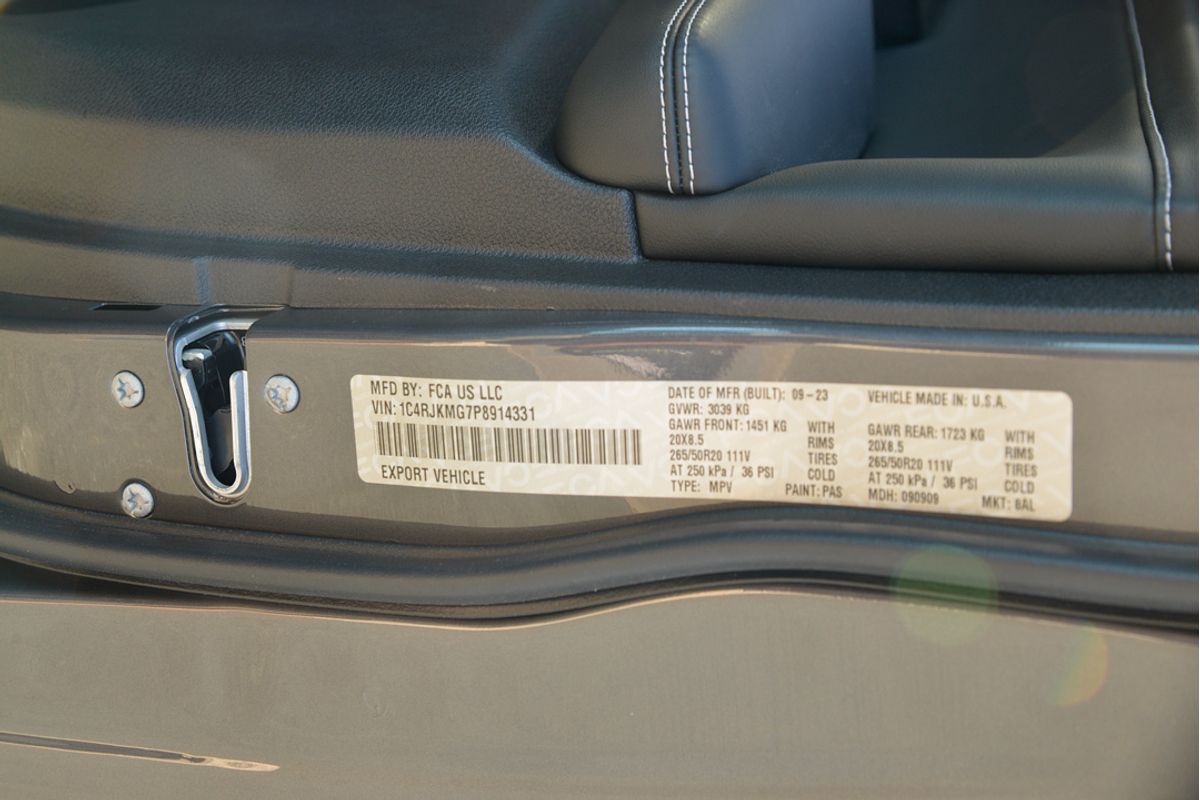 MFD BY: FCA US LLC
VIN: 1C4RJKMG7P8914331
EXPORT VEHICLE
DATE OF MFR (BUILT): 09-23
GVWR: 3039 KG
GAWR FRONT: 1451 KG WITH
20X8.5 RIMS
265/50R20 111V TIRES
AT 250 kPa / 36 PSI COLD
TYPE: MPV PAINT: PAS
VEHICLE MADE IN: U.S.A.
GAWR REAR: 1723 KG WITH
20X8.5 RIMS
265/50R20 111V TIRES
AT 250 kPa / 36 PSI COLD
MDH: 090909 MKT: BAL